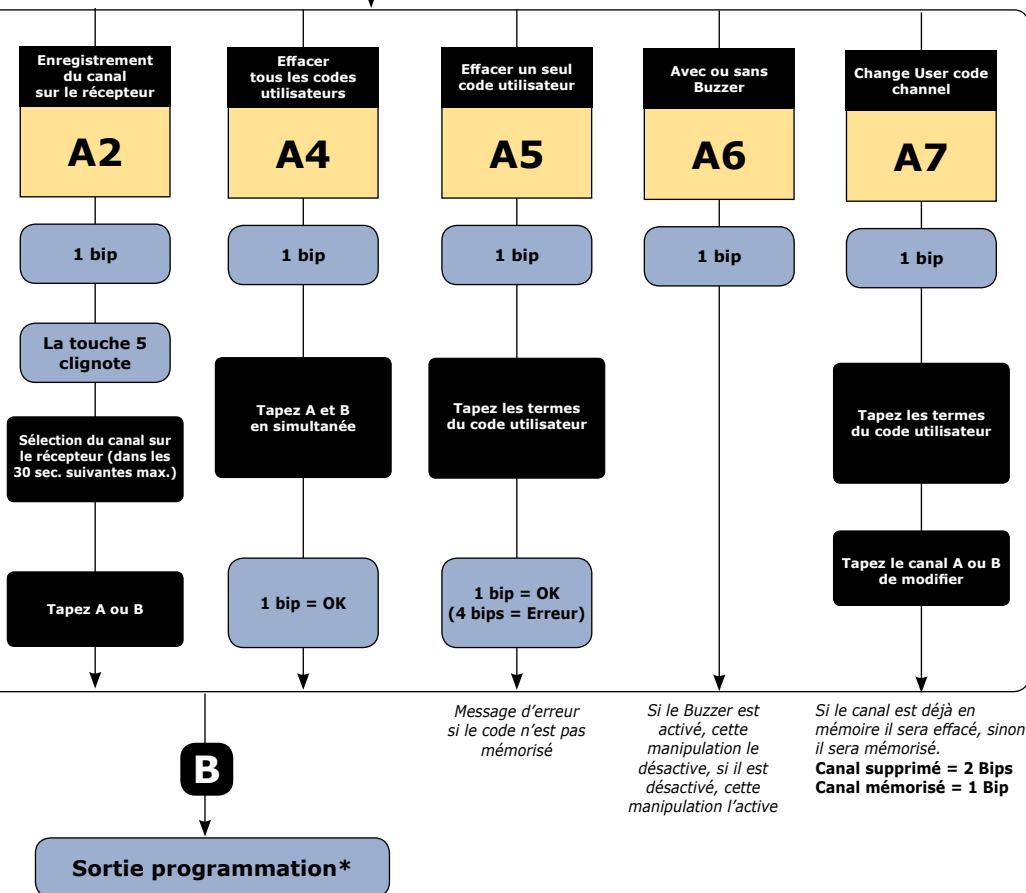 Enregistrement
du canal
sur le récepteur
A2
1 bip
La touche 5
clignote
Sélection du canal sur
le récepteur (dans les
30 sec. suivantes max.)
Tapez A ou B
Effacer
tous les codes
utilisateurs
A4
1 bip
Tapez A et B
en simultanée
1 bip = OK
Effacer un seul
code utilisateur
A5
1 bip
Tapez les termes
du code utilisateur
1 bip = OK
(4 bips = Erreur)
Message d’erreur
si le code n’est pas
mémorisé
Avec ou sans
Buzzer
A6
1 bip
Si le Buzzer est
activé, cette
manipulation le
désactive, si il est
désactivé, cette
manipulation l’active
Change User code
channel
A7
1 bip
Tapez les termes
du code utilisateur
Tapez le canal A ou B
de modifier
Si le canal est déjà en
mémoire il sera effacé, sinon
il sera mémorisé.
Canal supprimé = 2 Bips
Canal mémorisé = 1 Bip
B
Sortie programmation*